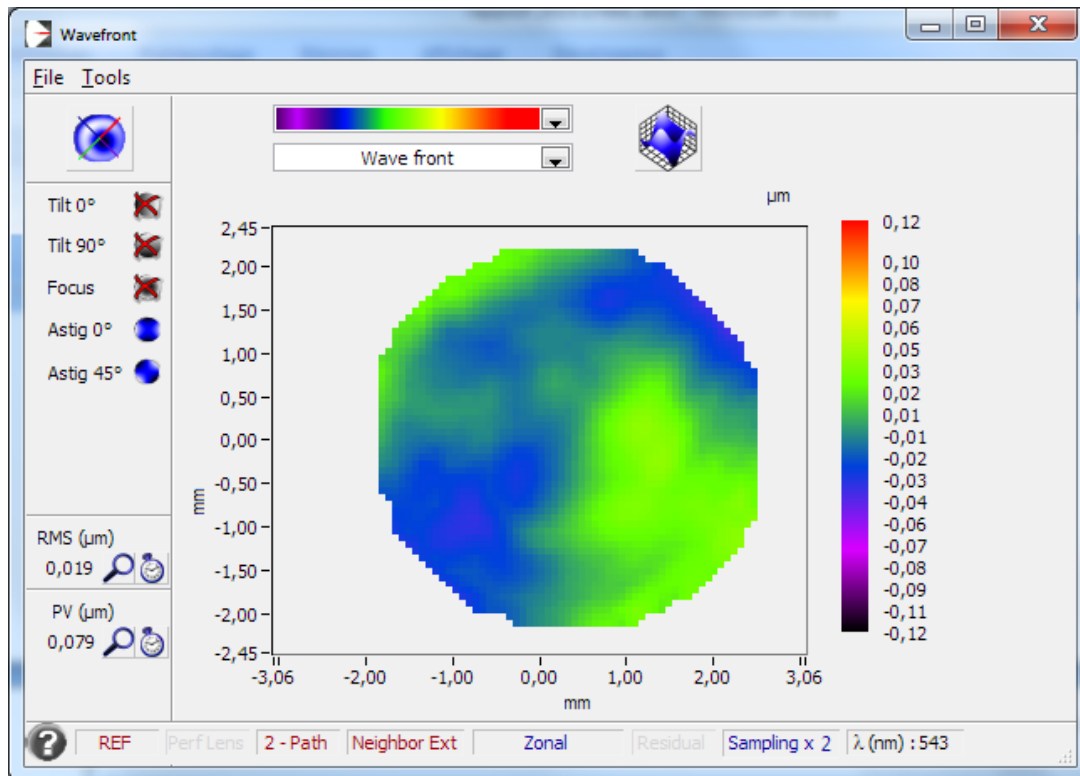 Wavefront
File Tools
Wave front
Tilt 0°
Tilt 90°
Focus
Astig 0°
Astig 45°
RMS (µm)
0,019
PV (µm)
0,079
µm
2,45
2,00
1,50
1,00
0,50
0,00
-0,50
-1,00
-1,50
-2,00
-2,45
mm
-3,06 -2,00 -1,00 0,00 1,00 2,00 3,06
mm
0,12
0,10
0,08
0,07
0,06
0,05
0,03
0,02
0,01
-0,01
-0,02
-0,03
-0,04
-0,06
-0,07
-0,08
-0,09
-0,11
-0,12
? REF Perf Lens 2 - Path Neighbor Ext Zonal Residual Sampling x 2 λ (nm) : 543